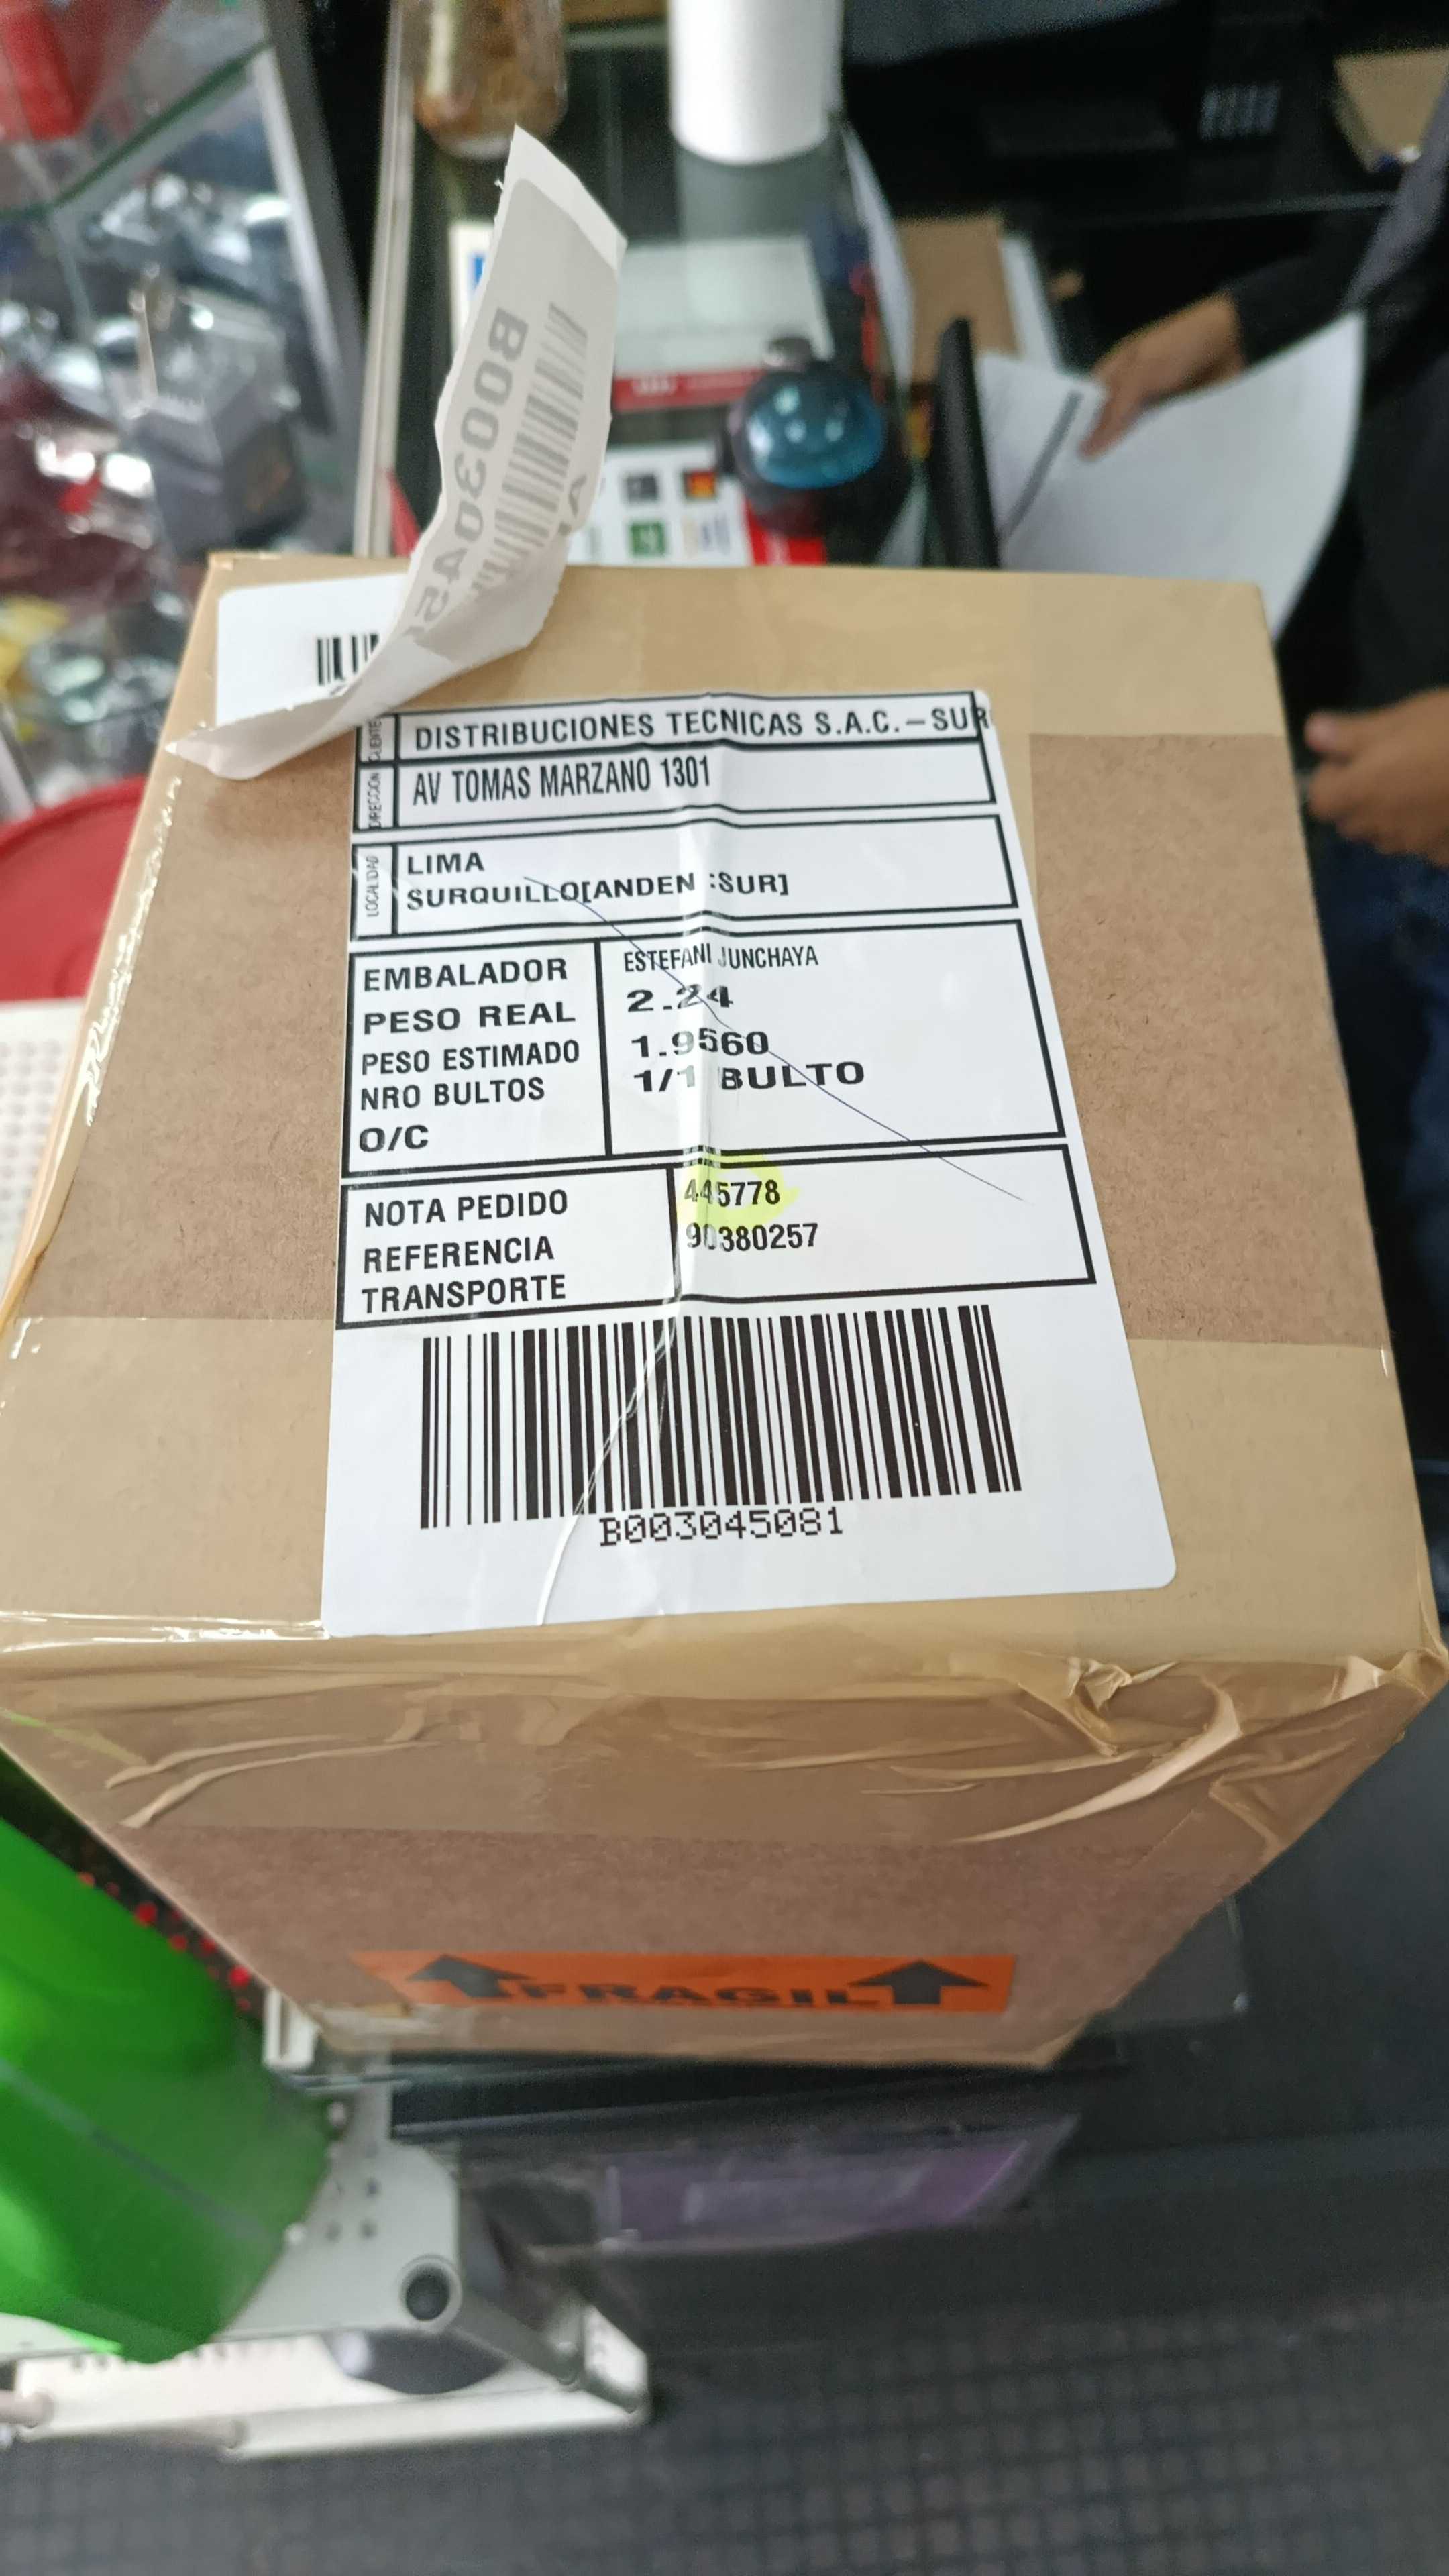 B003045
CLIENTE
DISTRIBUCIONES TECNICAS S.A.C.-SUR
DIRECCION
AV TOMAS MARZANO 1301
LOCALIDAD
LIMA
SURQUILLO[ANDEN :SUR]
EMBALADOR ESTEFANI JUNCHAYA
PESO REAL 2.24
PESO ESTIMADO 1.9560
NRO BULTOS 1/1 BULTO
O/C
NOTA PEDIDO 445778
REFERENCIA 90380257
TRANSPORTE
B003045081
FRAGIL